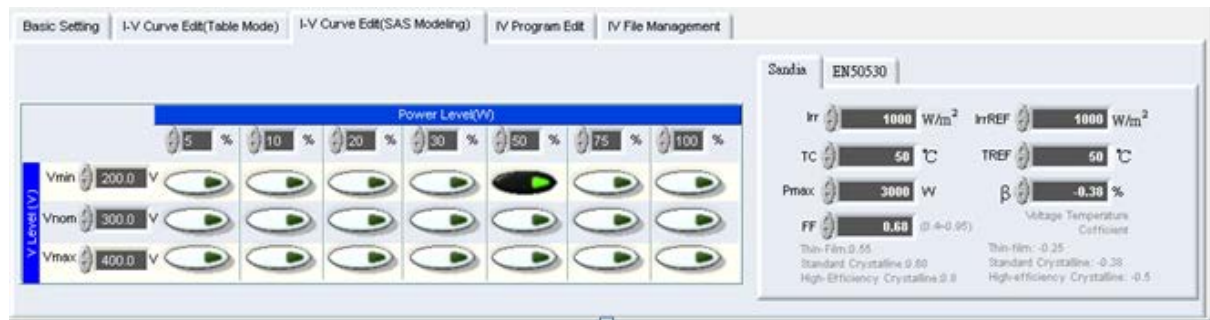 Basic Setting I-V Curve Edit(Table Mode) I-V Curve Edit(SAS Modeling) IV Program Edit IV File Management
Sandia EN50530
Power Level(W)
5 % 10 % 20 % 30 % 50 % 75 % 100 %
V Level (V)
Vmin 200.0 V
Vnom 300.0 V
Vmax 400.0 V
Irr 1000 W/m² IrrREF 1000 W/m²
TC 50 °C TREF 50 °C
Pmax 3000 W β -0.38 %
FF 0.68 (0.4~0.95)
Voltage Temperature
Cofficient
Thin-Film:0.55 Thin-film: -0.25
Standard Crystalline:0.68 Standard Crystalline: -0.38
High-Efficiency Crystalline:0.8 High-efficiency Crystalline: -0.5